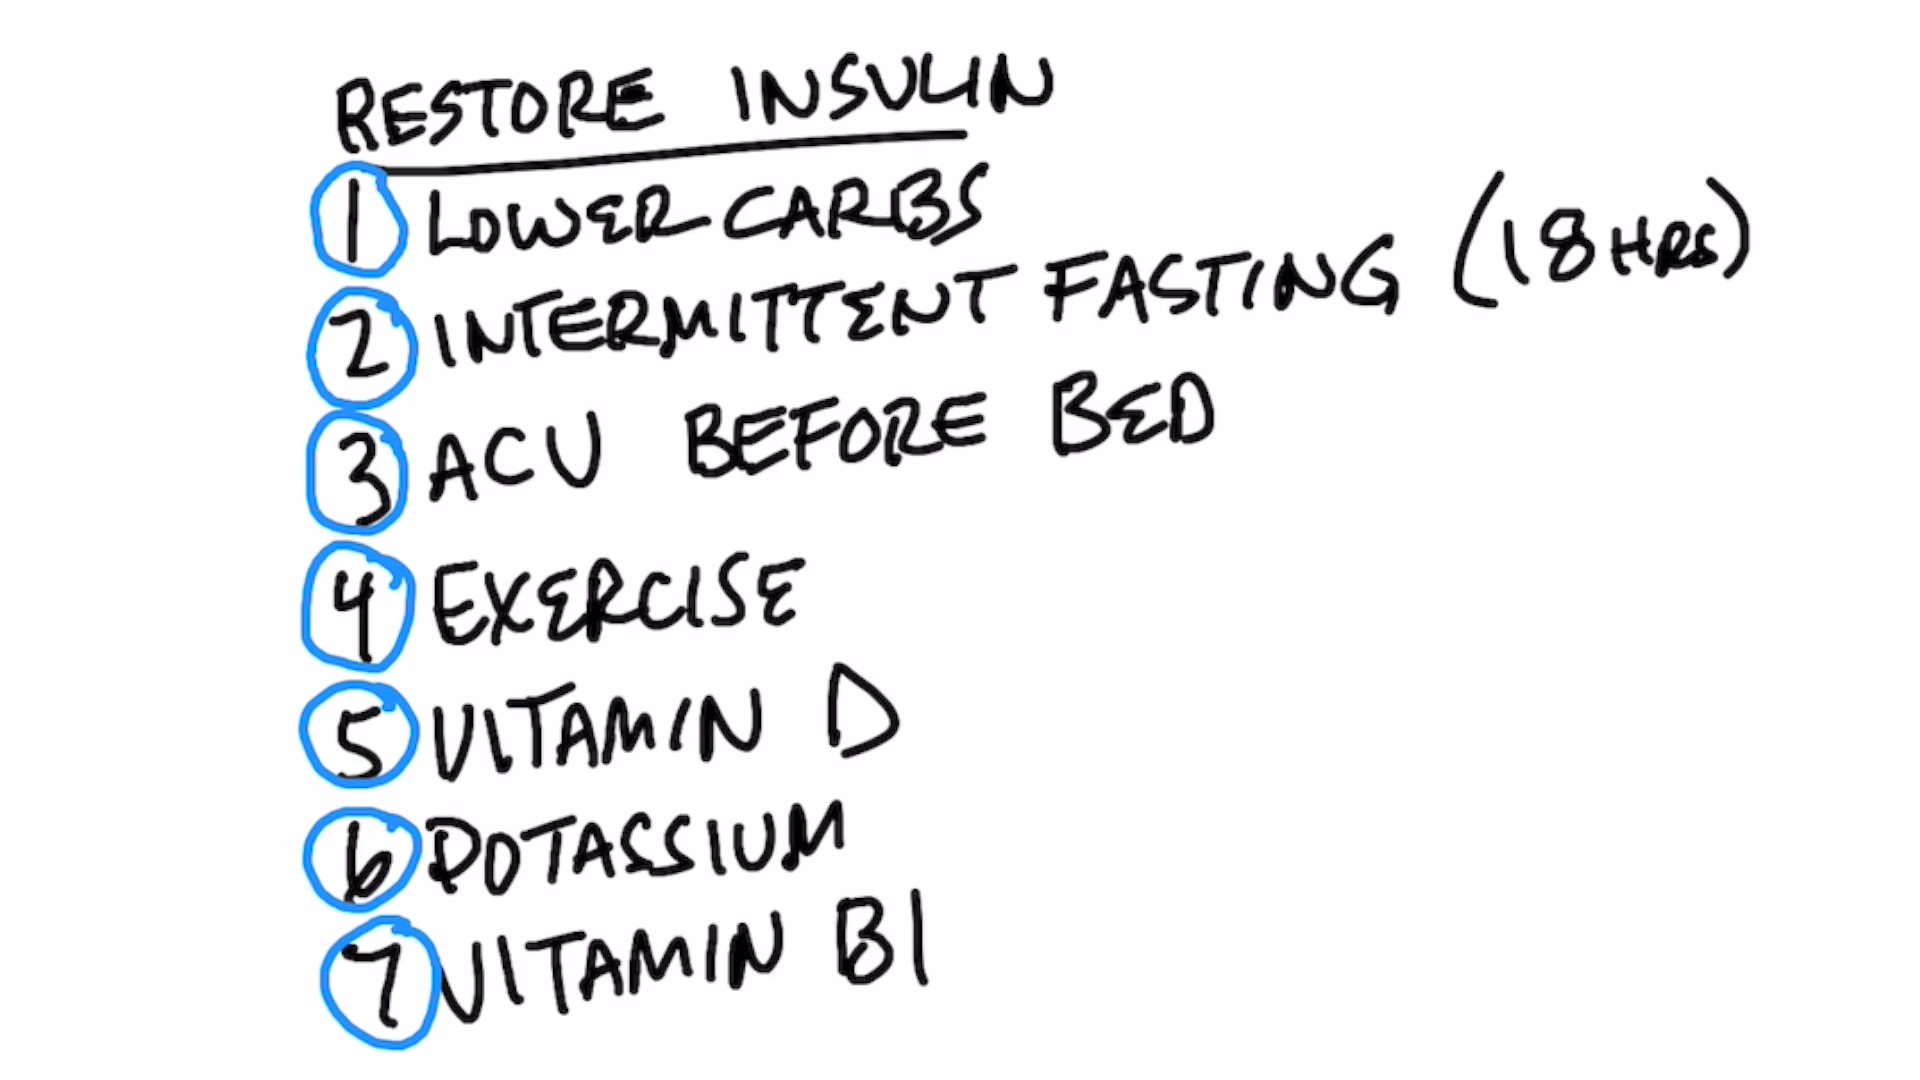 RESTORE INSULIN
1 LOWER CARBS
2 INTERMITTENT FASTING (18 HRS)
3 ACV BEFORE BED
4 EXERCISE
5 VITAMIN D
6 POTASSIUM
7 VITAMIN B1